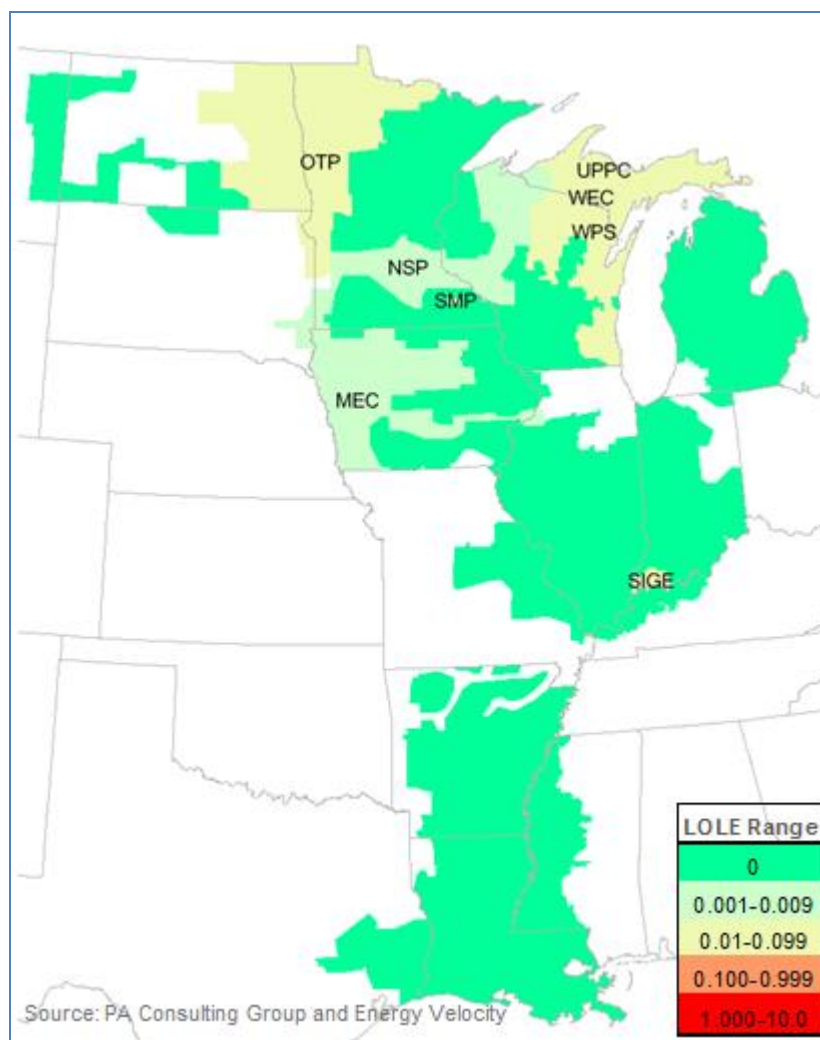 OTP
UPPC
WEC
WPS
NSP
SMP
MEC
SIGE
LOLE Range
0
0.001-0.009
0.01-0.099
0.100-0.999
1.000-10.0
Source: PA Consulting Group and Energy Velocity